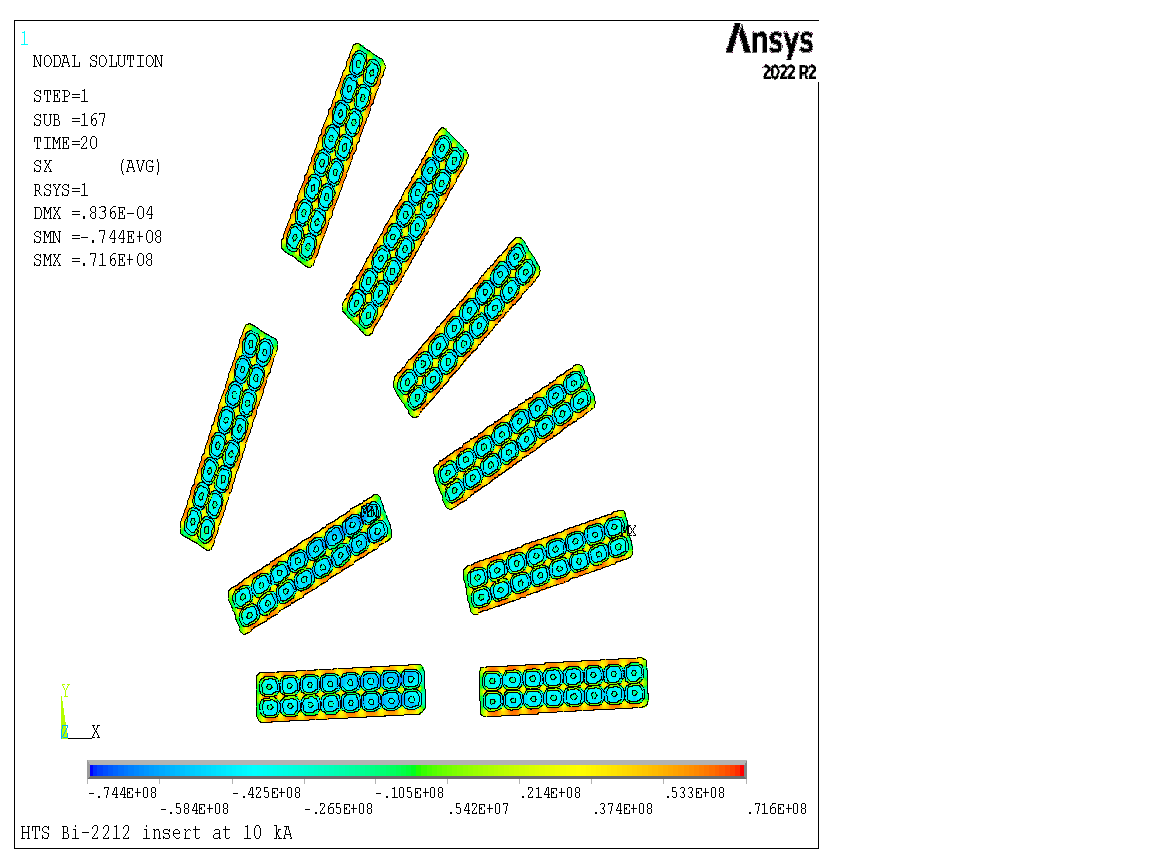 1
Ansys
2022 R2
NODAL SOLUTION
STEP=1
SUB =167
TIME=20
SX (AVG)
RSYS=1
DMX =.836E-04
SMN =-.744E+08
SMX =.716E+08
MX
Y
Z X
-.744E+08 -.425E+08 -.105E+08 .214E+08 .533E+08
-.584E+08 -.265E+08 .542E+07 .374E+08 .716E+08
HTS Bi-2212 insert at 10 kA